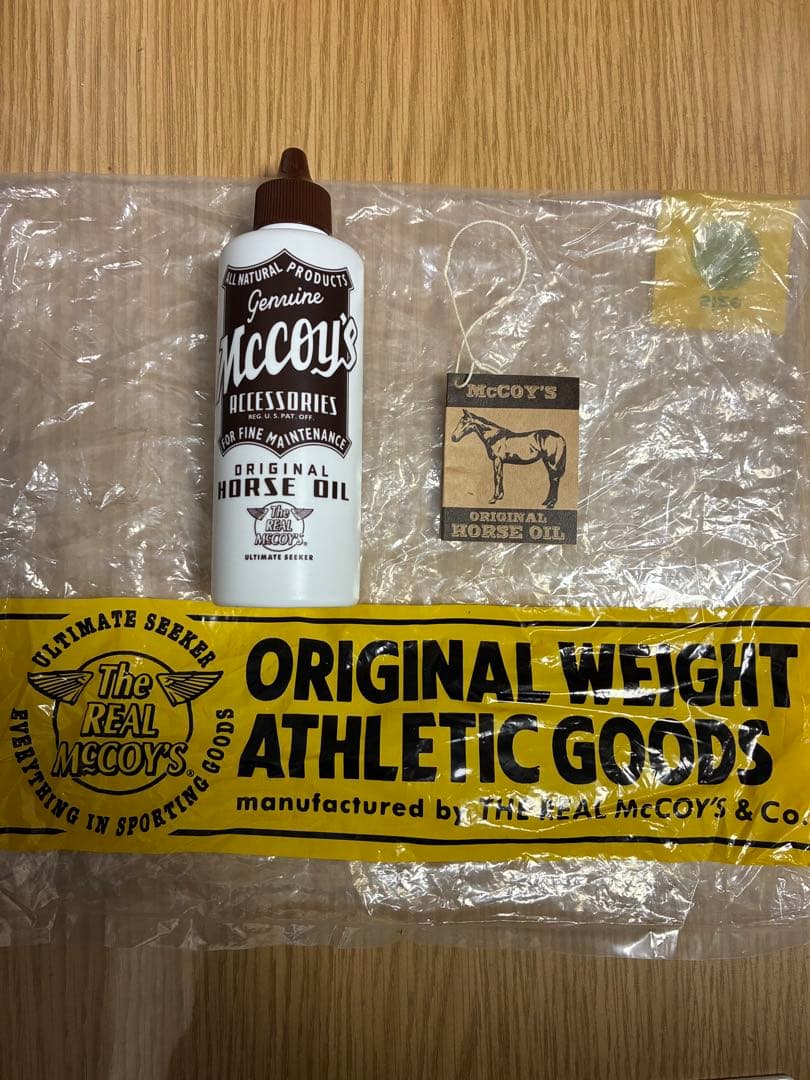 ALL NATURAL PRODUCTS
Genuine
McCOY'S
ACCESSORIES
REG. U.S. PAT. OFF.
FOR FINE MAINTENANCE
ORIGINAL
HORSE OIL
The
REAL
McCOY'S®
ULTIMATE SEEKER
McCOY'S
ORIGINAL
HORSE OIL
SIZE
ULTIMATE SEEKER
The
REAL
McCOY'S®
EVERYTHING IN SPORTING GOODS
ORIGINAL WEIGHT
ATHLETIC GOODS
manufactured by THE REAL McCOY'S & Co.